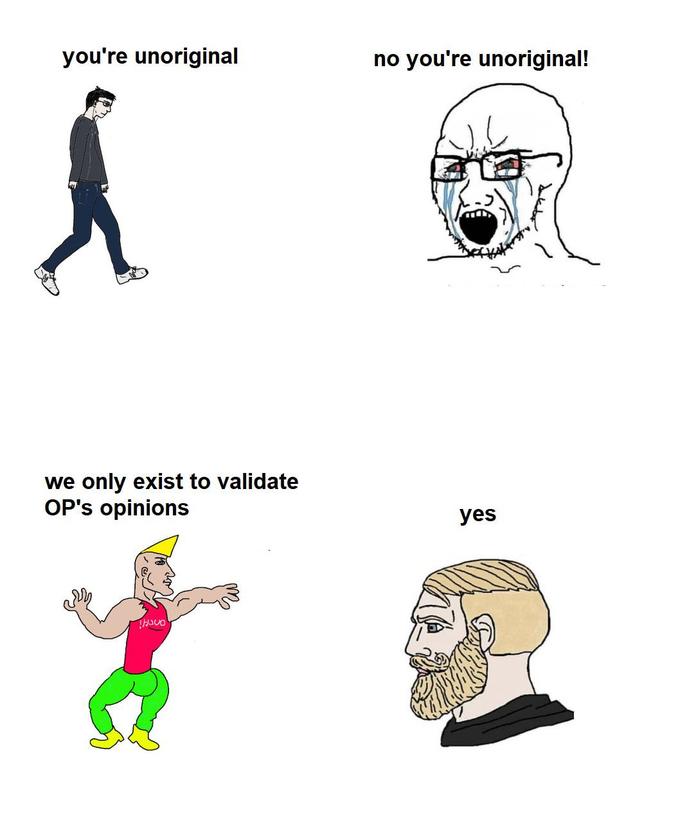 you're unoriginal
no you're unoriginal!
we only exist to validate
OP's opinions
yes